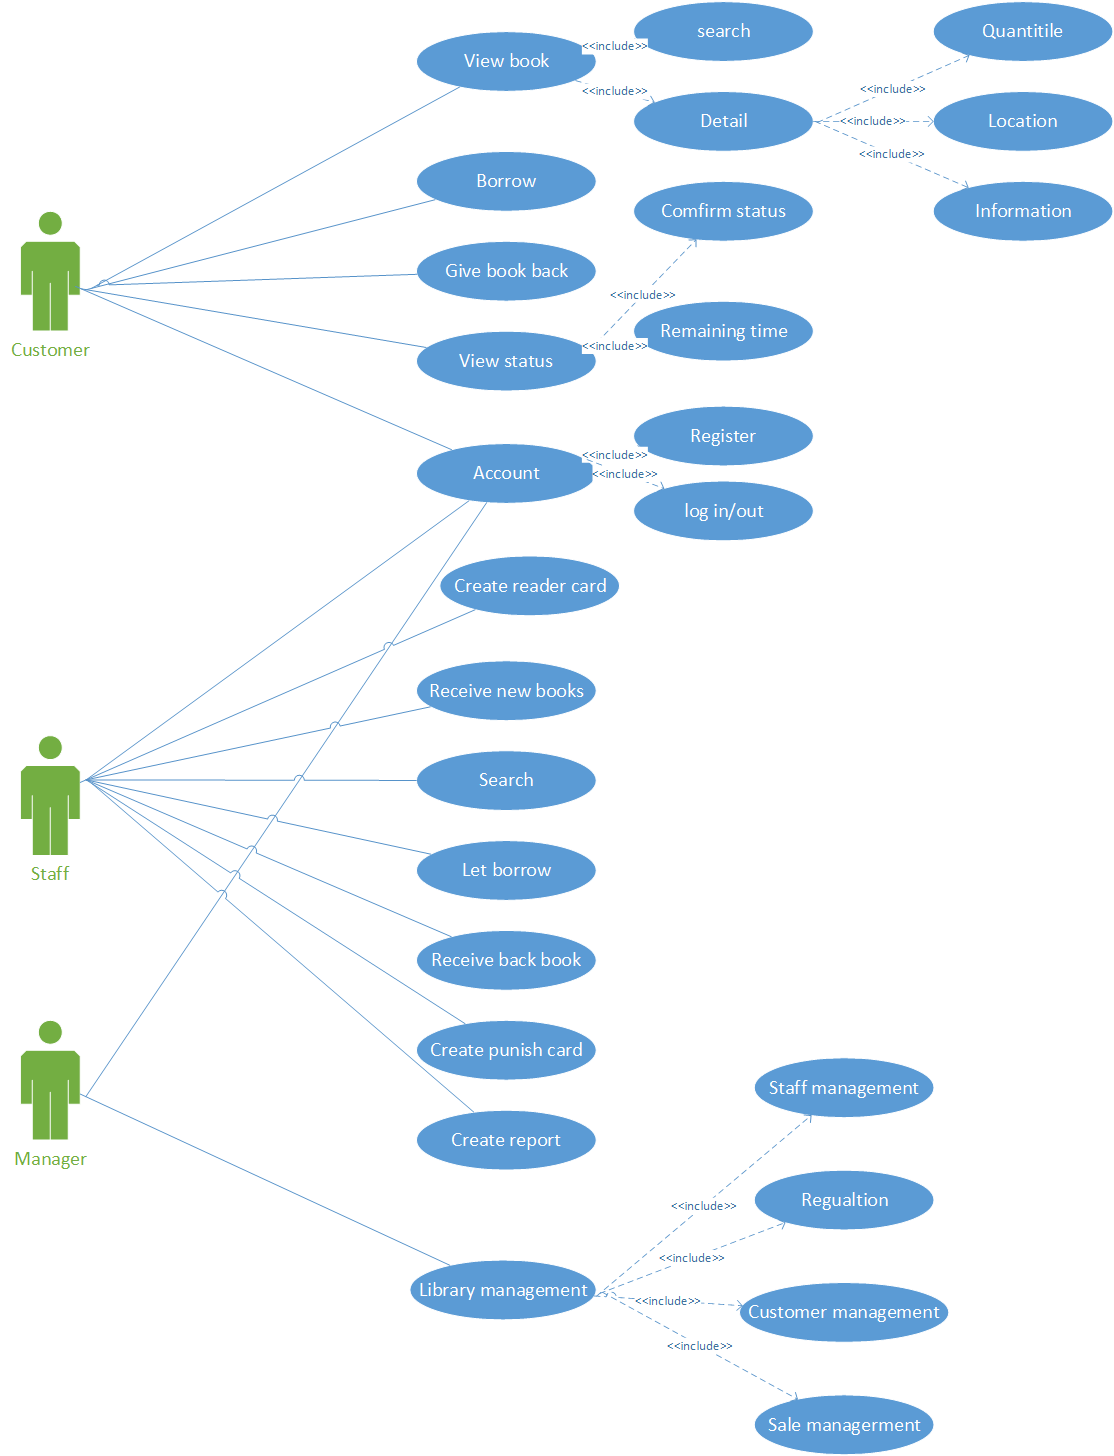 search
Quantitile
View book
<<include>>
<<include>>
<<include>>
Detail
<<include>>
Location
<<include>>
Borrow
Comfirm status
Information
Give book back
<<include>>
Remaining time
<<include>>
View status
Customer
Register
<<include>>
Account
<<include>>
log in/out
Create reader card
Receive new books
Search
Let borrow
Staff
Receive back book
Create punish card
Staff management
Create report
Manager
Regualtion
<<include>>
<<include>>
Library management
<<include>>
Customer management
<<include>>
Sale managerment